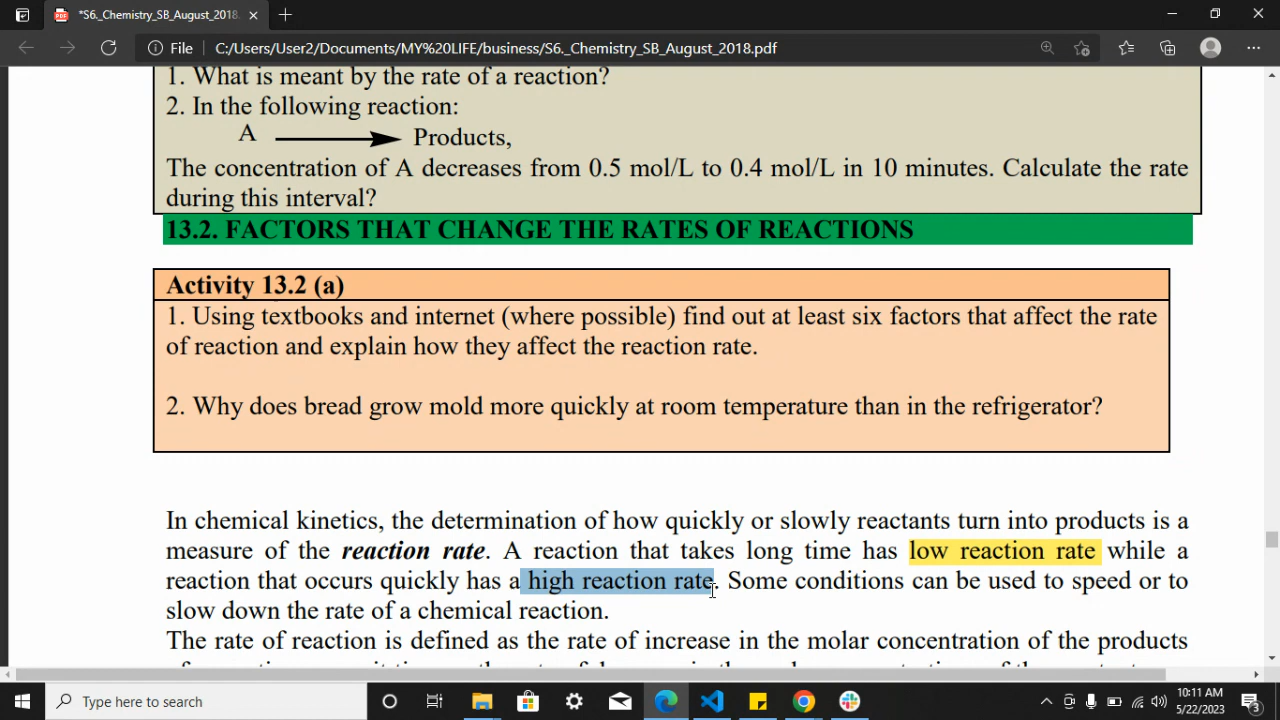 *S6._Chemistry_SB_August_2018.
File
C:/Users/User2/Documents/MY%20LIFE/business/S6._Chemistry_SB_August_2018.pdf
1. What is meant by the rate of a reaction?
2. In the following reaction:
A Products,
The concentration of A decreases from 0.5 mol/L to 0.4 mol/L in 10 minutes. Calculate the rate
during this interval?
13.2. FACTORS THAT CHANGE THE RATES OF REACTIONS
Activity 13.2 (a)
1. Using textbooks and internet (where possible) find out at least six factors that affect the rate
of reaction and explain how they affect the reaction rate.
2. Why does bread grow mold more quickly at room temperature than in the refrigerator?
In chemical kinetics, the determination of how quickly or slowly reactants turn into products is a
measure of the reaction rate. A reaction that takes long time has low reaction rate while a
reaction that occurs quickly has a high reaction rate. Some conditions can be used to speed or to
slow down the rate of a chemical reaction.
The rate of reaction is defined as the rate of increase in the molar concentration of the products
Type here to search
10:11 AM
5/22/2023
3